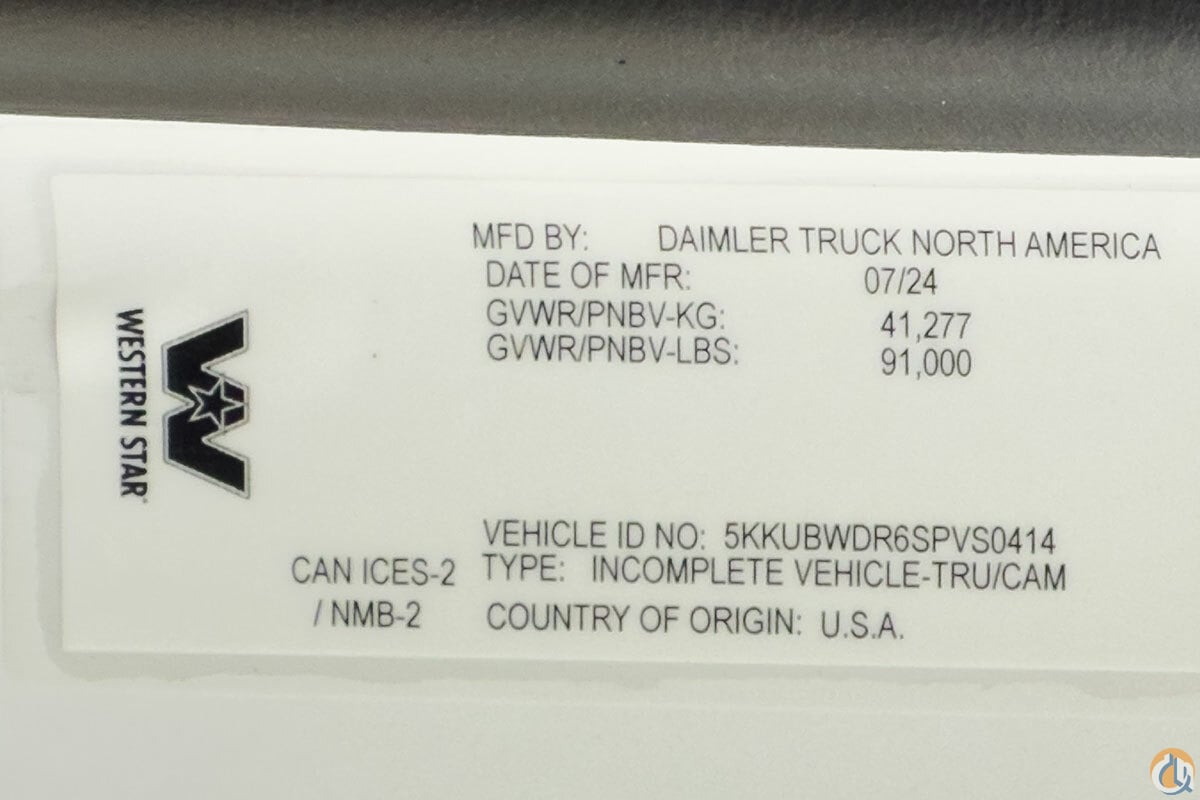 MFD BY: DAIMLER TRUCK NORTH AMERICA
DATE OF MFR: 07/24
GVWR/PNBV-KG: 41,277
GVWR/PNBV-LBS: 91,000
WESTERN STAR
VEHICLE ID NO: 5KKUBWDR6SPVS0414
CAN ICES-2 TYPE: INCOMPLETE VEHICLE-TRU/CAM
/ NMB-2 COUNTRY OF ORIGIN: U.S.A.